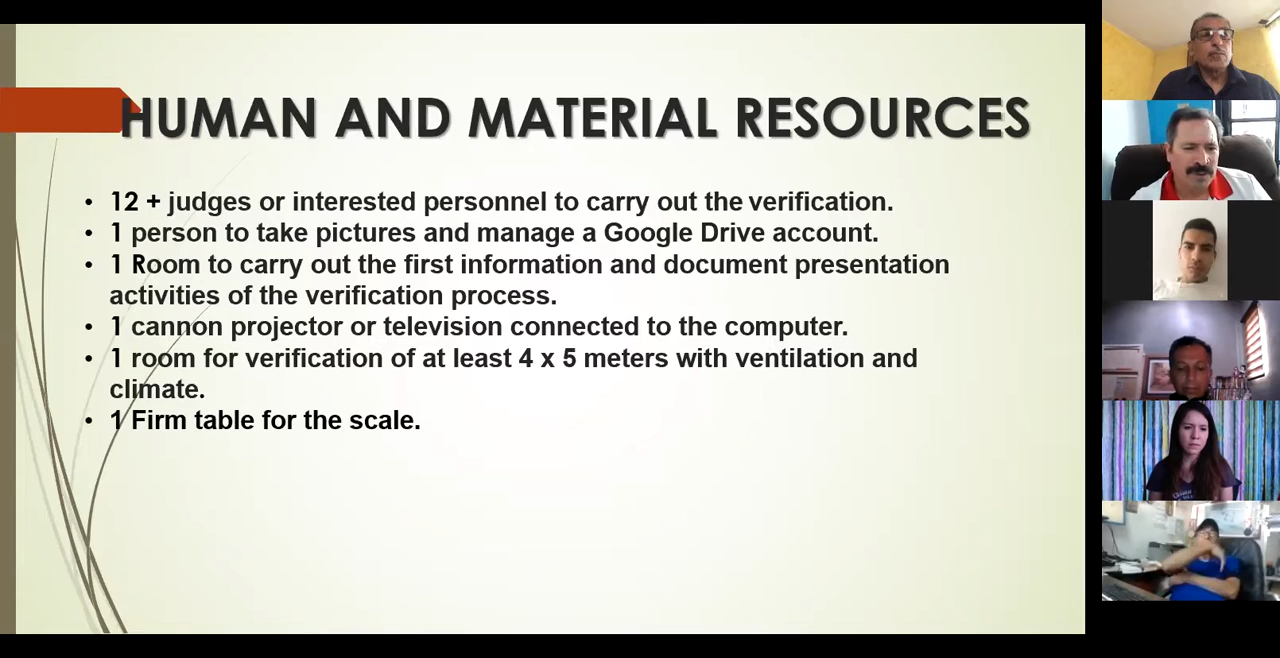 HUMAN AND MATERIAL RESOURCES
• 12 + judges or interested personnel to carry out the verification.
• 1 person to take pictures and manage a Google Drive account.
• 1 Room to carry out the first information and document presentation
activities of the verification process.
• 1 cannon projector or television connected to the computer.
• 1 room for verification of at least 4 x 5 meters with ventilation and
climate.
• 1 Firm table for the scale.